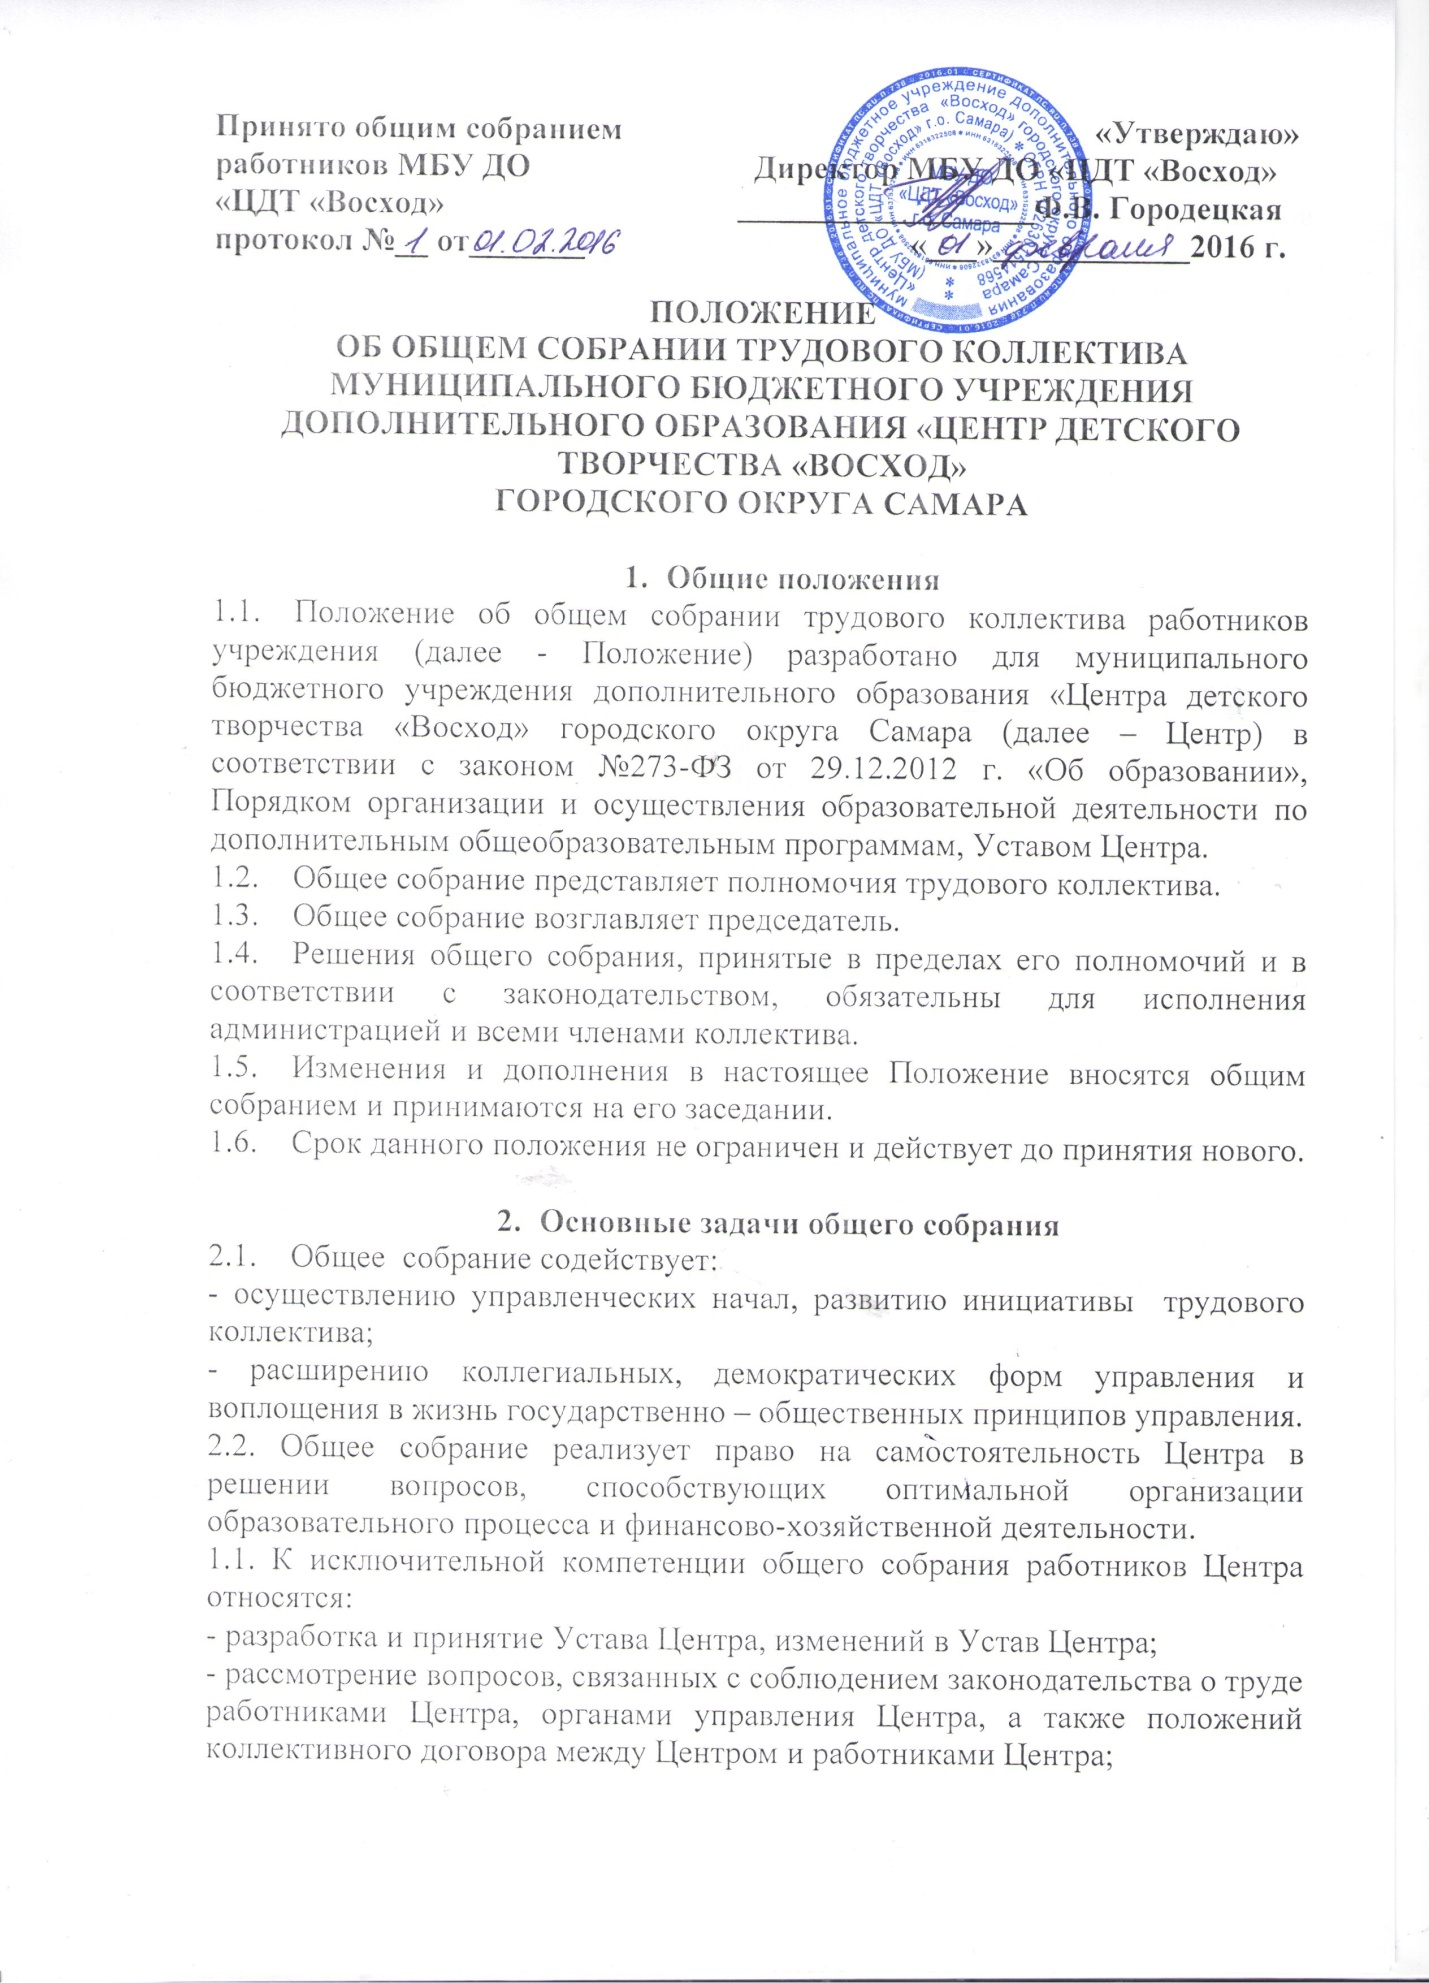 Принято общим собранием
работников МБУ ДО
«ЦДТ «Восход»
протокол № 1 от 01.02.2016
«Утверждаю»
Директор МБУ ДО «ЦДТ «Восход»
Ф.В. Городецкая
« 01 » февраля 2016 г.
«ЦДТ «Восход»
г.о. Самара
ПОЛОЖЕНИЕ
ОБ ОБЩЕМ СОБРАНИИ ТРУДОВОГО КОЛЛЕКТИВА
МУНИЦИПАЛЬНОГО БЮДЖЕТНОГО УЧРЕЖДЕНИЯ
ДОПОЛНИТЕЛЬНОГО ОБРАЗОВАНИЯ «ЦЕНТР ДЕТСКОГО
ТВОРЧЕСТВА «ВОСХОД»
ГОРОДСКОГО ОКРУГА САМАРА
1. Общие положения
1.1. Положение об общем собрании трудового коллектива работников
учреждения (далее - Положение) разработано для муниципального
бюджетного учреждения дополнительного образования «Центра детского
творчества «Восход» городского округа Самара (далее – Центр) в
соответствии с законом №273-ФЗ от 29.12.2012 г. «Об образовании»,
Порядком организации и осуществления образовательной деятельности по
дополнительным общеобразовательным программам, Уставом Центра.
1.2. Общее собрание представляет полномочия трудового коллектива.
1.3. Общее собрание возглавляет председатель.
1.4. Решения общего собрания, принятые в пределах его полномочий и в
соответствии с законодательством, обязательны для исполнения
администрацией и всеми членами коллектива.
1.5. Изменения и дополнения в настоящее Положение вносятся общим
собранием и принимаются на его заседании.
1.6. Срок данного положения не ограничен и действует до принятия нового.
2. Основные задачи общего собрания
2.1. Общее собрание содействует:
- осуществлению управленческих начал, развитию инициативы трудового
коллектива;
- расширению коллегиальных, демократических форм управления и
воплощения в жизнь государственно – общественных принципов управления.
2.2. Общее собрание реализует право на самостоятельность Центра в
решении вопросов, способствующих оптимальной организации
образовательного процесса и финансово-хозяйственной деятельности.
1.1. К исключительной компетенции общего собрания работников Центра
относятся:
- разработка и принятие Устава Центра, изменений в Устав Центра;
- рассмотрение вопросов, связанных с соблюдением законодательства о труде
работниками Центра, органами управления Центра, а также положений
коллективного договора между Центром и работниками Центра;